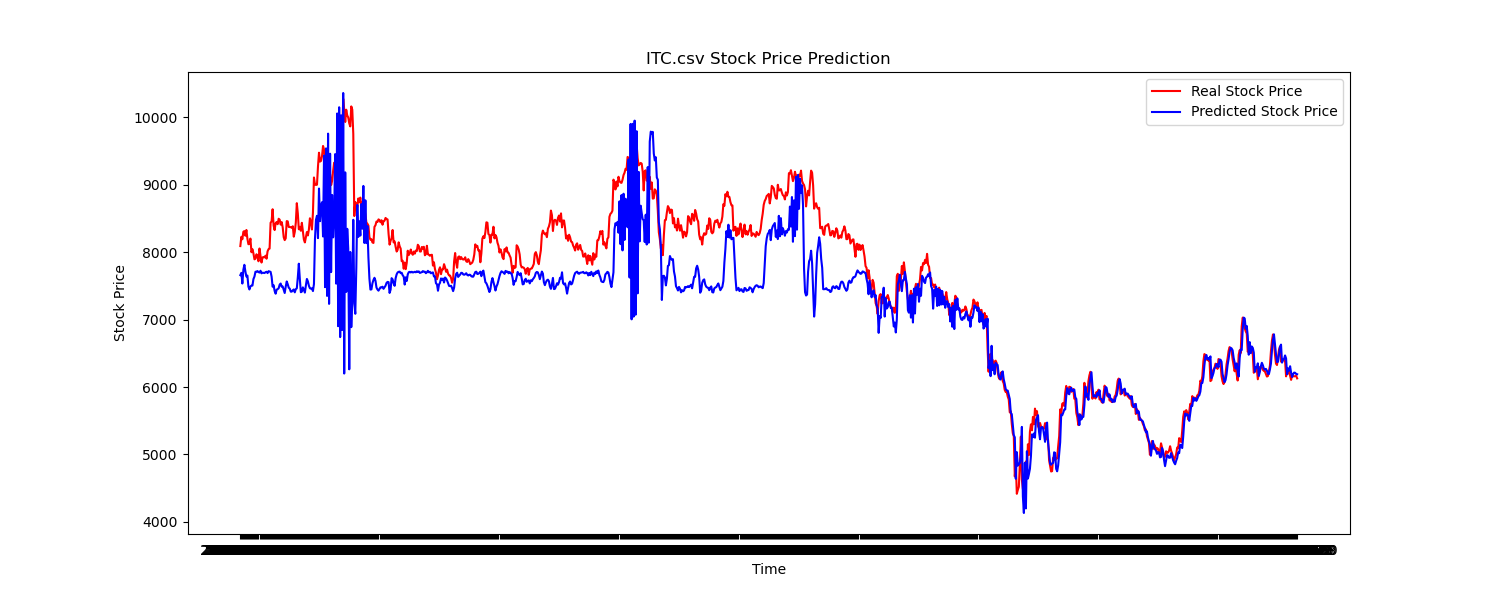 ITC.csv Stock Price Prediction
Real Stock Price
Predicted Stock Price
10000
9000
8000
7000
6000
5000
4000
Stock Price
Time